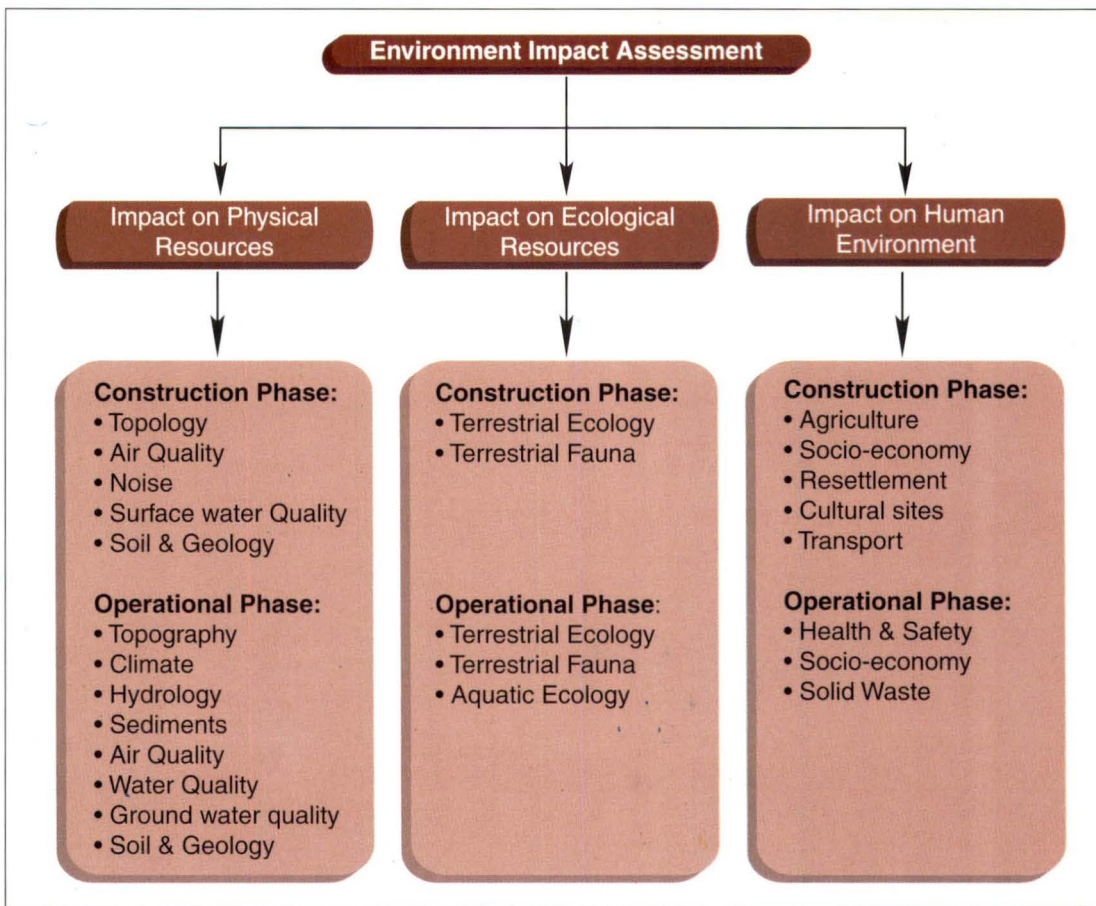 Environment Impact Assessment
Impact on Physical
Resources
Impact on Ecological
Resources
Impact on Human
Environment
Construction Phase:
• Topology
• Air Quality
• Noise
• Surface water Quality
• Soil & Geology
Operational Phase:
• Topography
• Climate
• Hydrology
• Sediments
• Air Quality
• Water Quality
• Ground water quality
• Soil & Geology
Construction Phase:
• Terrestrial Ecology
• Terrestrial Fauna
Operational Phase:
• Terrestrial Ecology
• Terrestrial Fauna
• Aquatic Ecology
Construction Phase:
• Agriculture
• Socio-economy
• Resettlement
• Cultural sites
• Transport
Operational Phase:
• Health & Safety
• Socio-economy
• Solid Waste